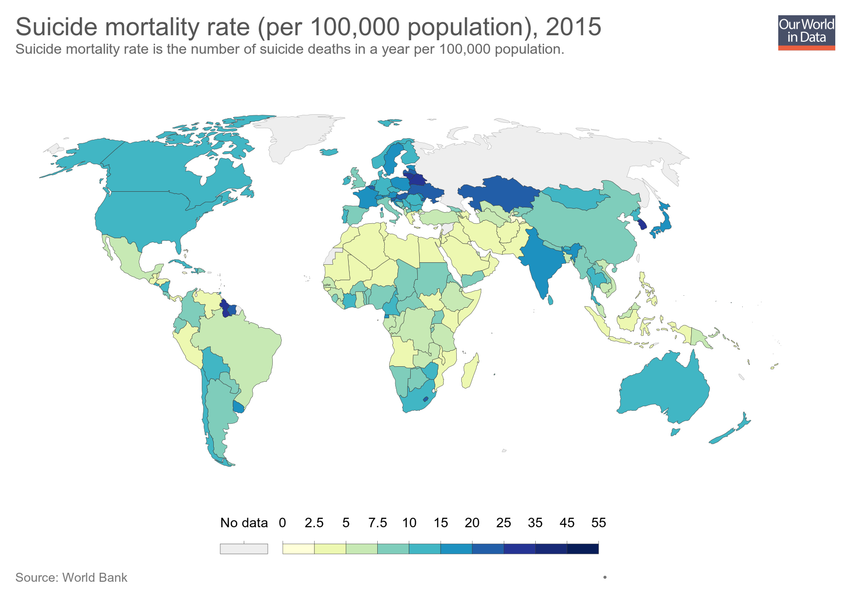 Suicide mortality rate (per 100,000 population), 2015
Suicide mortality rate is the number of suicide deaths in a year per 100,000 population.
Our World
in Data
No data 0 2.5 5 7.5 10 15 20 25 35 45 55
Source: World Bank